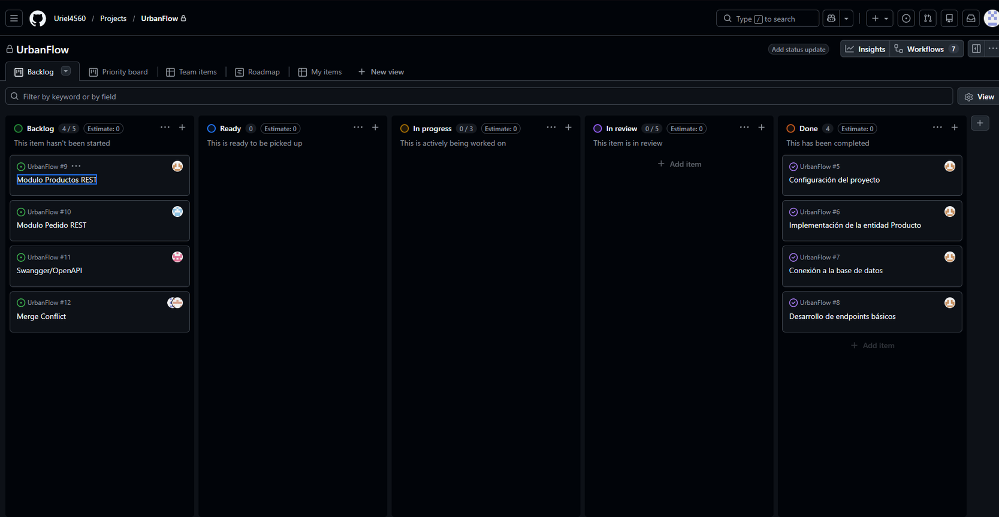 Uriel4560 / Projects / UrbanFlow
Type / to search
UrbanFlow
Add status update
Insights
Workflows 7
Backlog
Priority board
Team items
Roadmap
My items
New view
Filter by keyword or by field
View
Backlog 4 / 5 Estimate: 0
This item hasn't been started
UrbanFlow #9
Modulo Productos REST
UrbanFlow #10
Modulo Pedido REST
UrbanFlow #11
Swangger/OpenAPI
UrbanFlow #12
Merge Conflict
Ready 0 Estimate: 0
This is ready to be picked up
In progress 0 / 3 Estimate: 0
This is actively being worked on
In review 0 / 5 Estimate: 0
This item is in review
Add item
Done 4 Estimate: 0
This has been completed
UrbanFlow #5
Configuración del proyecto
UrbanFlow #6
Implementación de la entidad Producto
UrbanFlow #7
Conexión a la base de datos
UrbanFlow #8
Desarrollo de endpoints básicos
Add item